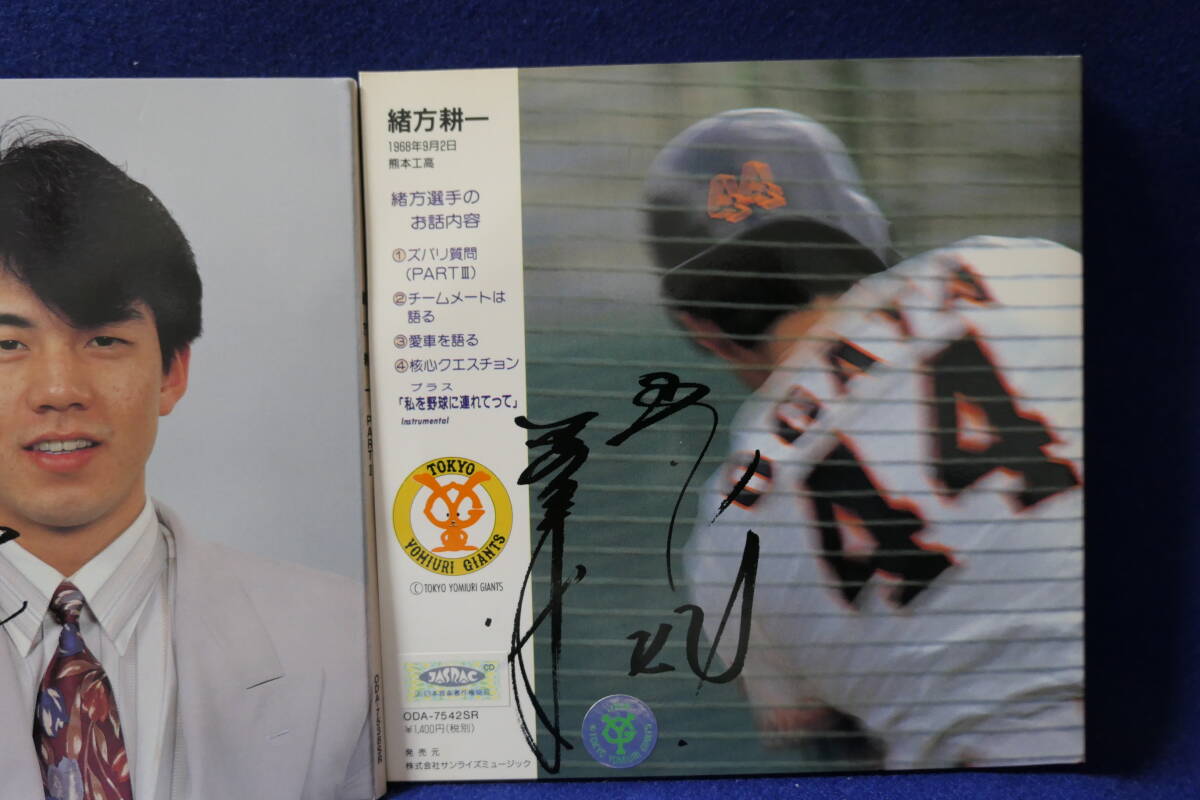 緒方耕一
1968年9月2日
熊本工高
緒方選手の
お話内容
①ズバリ質問
(PARTⅢ)
②チームメートは
語る
③愛車を語る
④核心クエスチョン
プラス
「私を野球に連れてって」
Instrumental
TOKYO
YOMIURI GIANTS
©TOKYO YOMIURI GIANTS
JASRAC
CD
ODA-7542SR
￥1,400円(税別)
発売元
株式会社サンライズミュージック
44
OGATA
44